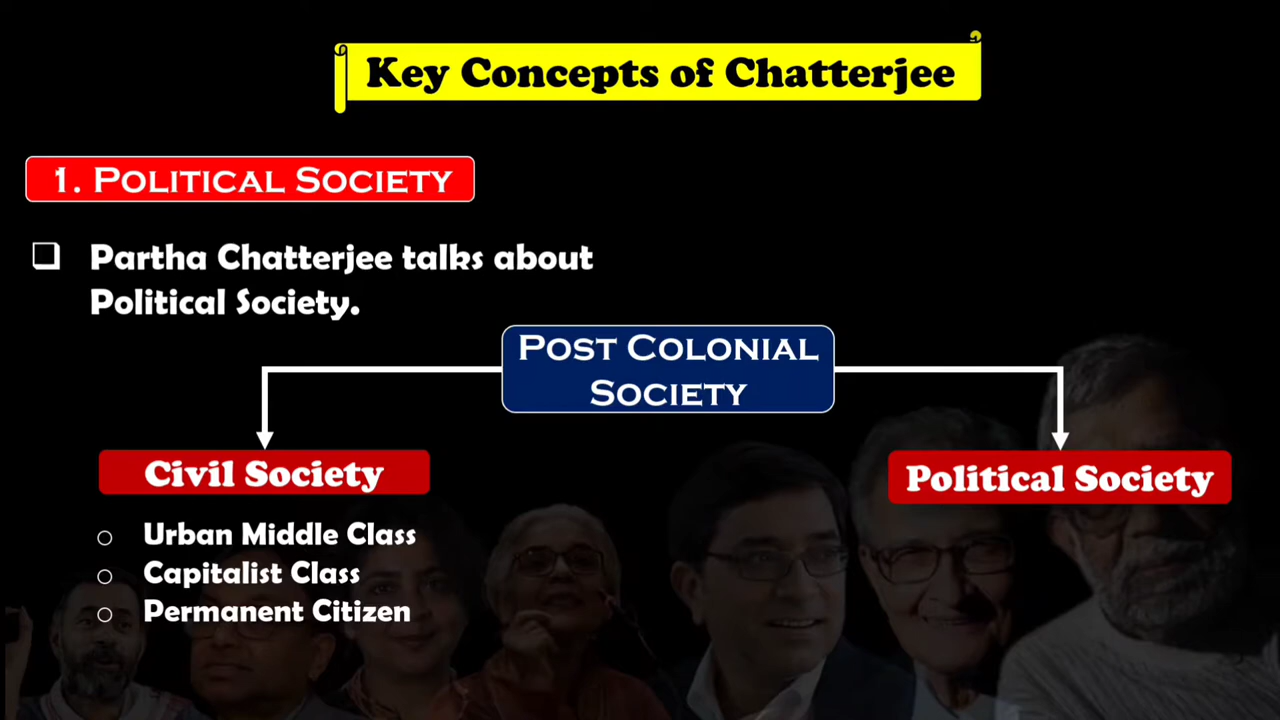 Key Concepts of Chatterjee
1. Political Society
Partha Chatterjee talks about
Political Society.
Post Colonial
Society
Civil Society
Political Society
Urban Middle Class
Capitalist Class
Permanent Citizen